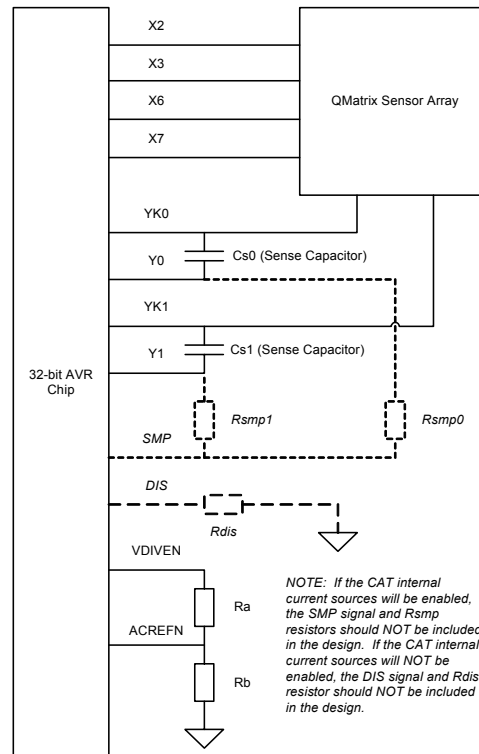 X2
X3
QMatrix Sensor Array
X6
X7
YK0
Y0
Cs0 (Sense Capacitor)
YK1
Y1
Cs1 (Sense Capacitor)
32-bit AVR
Chip
Rsmp1
Rsmp0
SMP
DIS
Rdis
VDIVEN
NOTE: If the CAT internal
current sources will be enabled,
the SMP signal and Rsmp
resistors should NOT be included
in the design. If the CAT internal
current sources will NOT be
enabled, the DIS signal and Rdis
resistor should NOT be included
in the design.
Ra
ACREFN
Rb